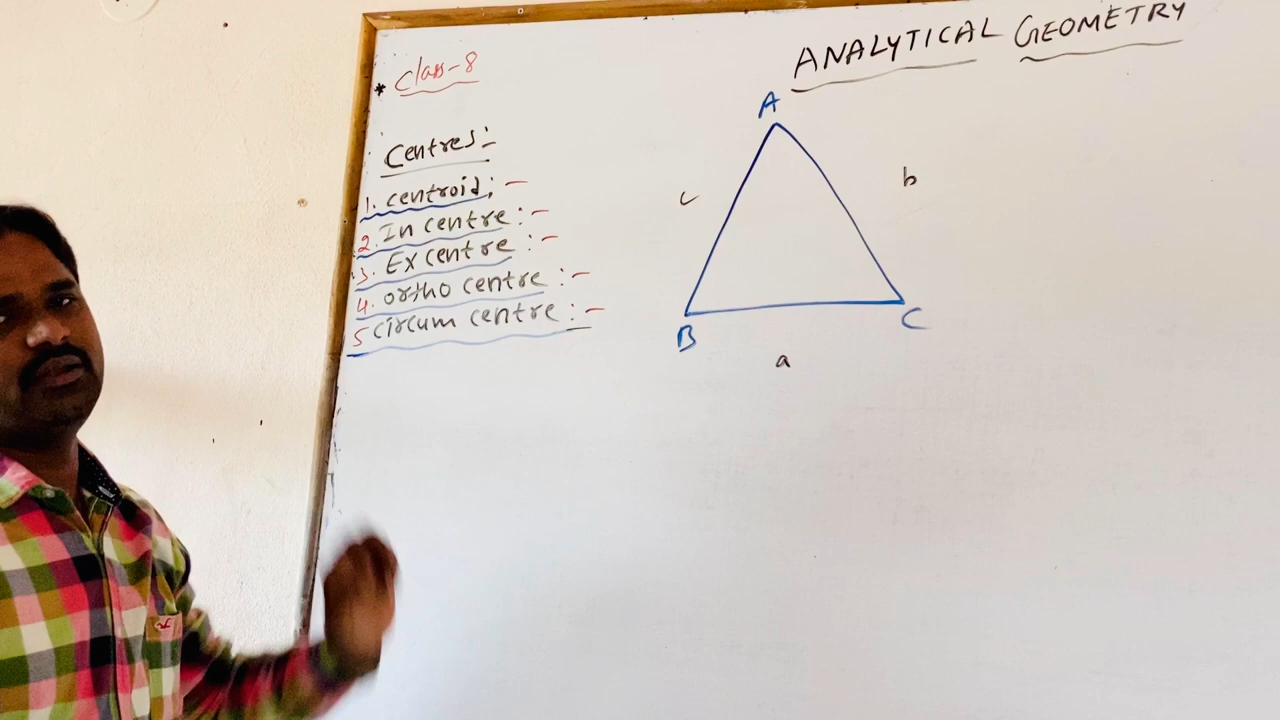 ANALYTICAL GEOMETRY
* Class-8
Centres:-
1. centroid; -
2. In centre : -
3. Ex centre : -
4. ortho centre : -
5 circum centre : -
A
c
b
B
C
a